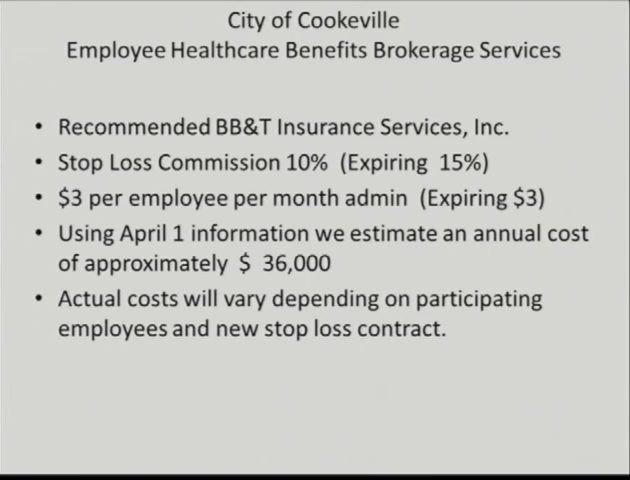 City of Cookeville
Employee Healthcare Benefits Brokerage Services
• Recommended BB&T Insurance Services, Inc.
• Stop Loss Commission 10%  (Expiring  15%)
• $3 per employee per month admin  (Expiring $3)
• Using April 1 information we estimate an annual cost
of approximately  $  36,000
• Actual costs will vary depending on participating
employees and new stop loss contract.